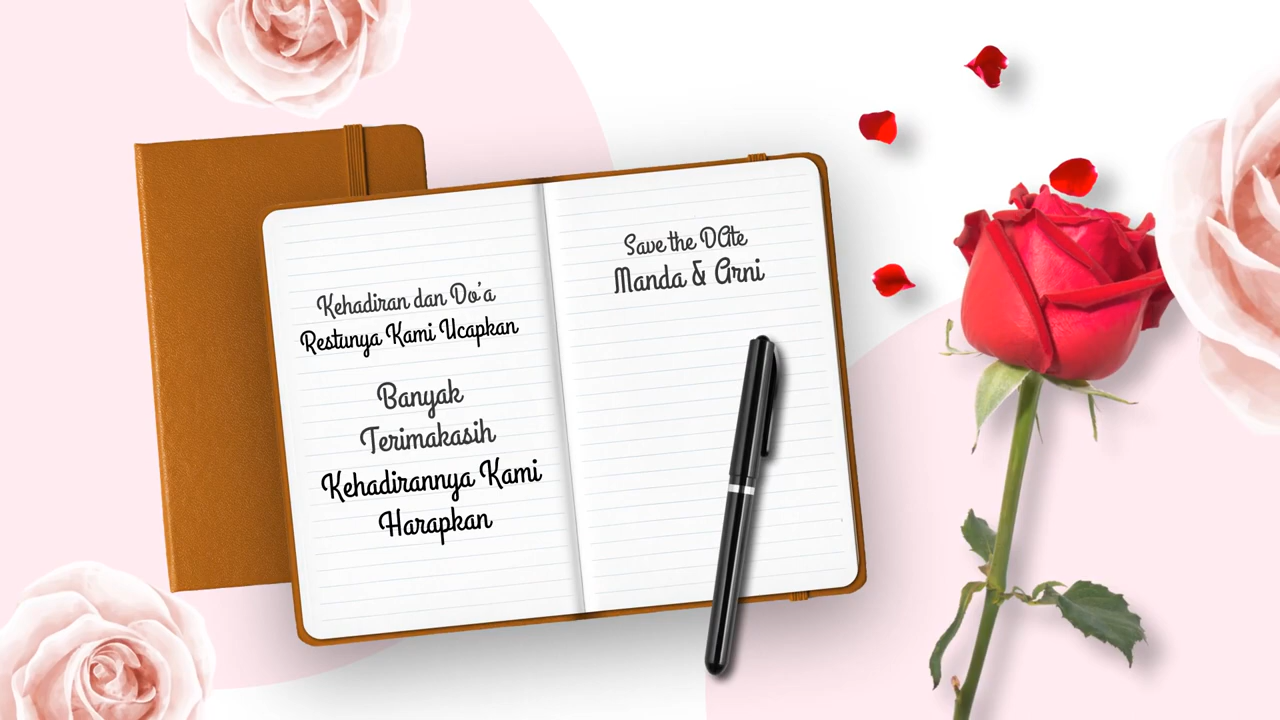 Kehadiran dan Do'a
Restunya Kami Ucapkan
Banyak
Terimakasih
Kehadirannya Kami
Harapkan
Save the DAte
Manda & Arni